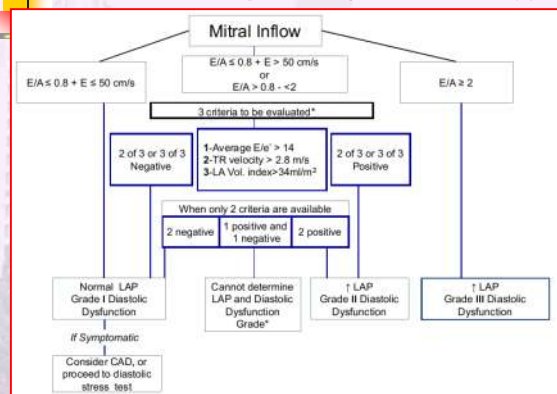 Mitral Inflow
E/A ≤ 0.8 + E ≤ 50 cm/s
E/A ≤ 0.8 + E > 50 cm/s
or
E/A > 0.8 - <2
E/A ≥ 2
3 criteria to be evaluated*
2 of 3 or 3 of 3
Negative
1-Average E/e' > 14
2-TR velocity > 2.8 m/s
3-LA Vol. index>34ml/m²
2 of 3 or 3 of 3
Positive
When only 2 criteria are available
2 negative
1 positive and
1 negative
2 positive
Normal LAP
Grade I Diastolic
Dysfunction
Cannot determine
LAP and Diastolic
Dysfunction
Grade*
↑ LAP
Grade II Diastolic
Dysfunction
↑ LAP
Grade III Diastolic
Dysfunction
If Symptomatic
Consider CAD, or
proceed to diastolic
stress test